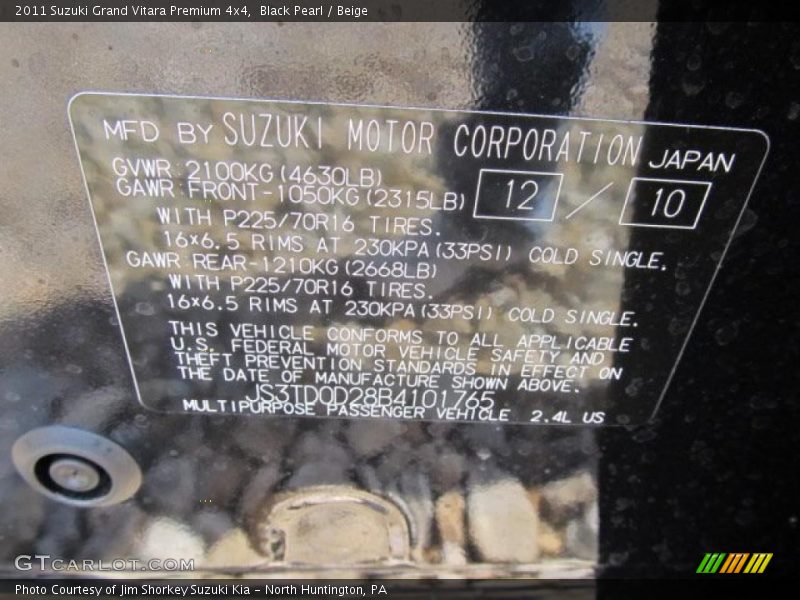 2011 Suzuki Grand Vitara Premium 4x4,  Black Pearl / Beige
MFD BY SUZUKI MOTOR CORPORATION JAPAN
GVWR:2100KG(4630LB)
GAWR:FRONT-1050KG(2315LB) 12 / 10
WITH P225/70R16 TIRES.
16×6.5 RIMS AT 230KPA(33PSI) COLD SINGLE.
GAWR:REAR-1210KG(2668LB)
WITH P225/70R16 TIRES.
16×6.5 RIMS AT 230KPA(33PSI) COLD SINGLE.
THIS VEHICLE CONFORMS TO ALL APPLICABLE
U.S. FEDERAL MOTOR VEHICLE SAFETY AND
THEFT PREVENTION STANDARDS IN EFFECT ON
THE DATE OF MANUFACTURE SHOWN ABOVE.
JS3TD0D28B4101765
MULTIPURPOSE PASSENGER VEHICLE 2.4L US
GTCARLOT.COM
Photo Courtesy of Jim Shorkey Suzuki Kia – North Huntington, PA